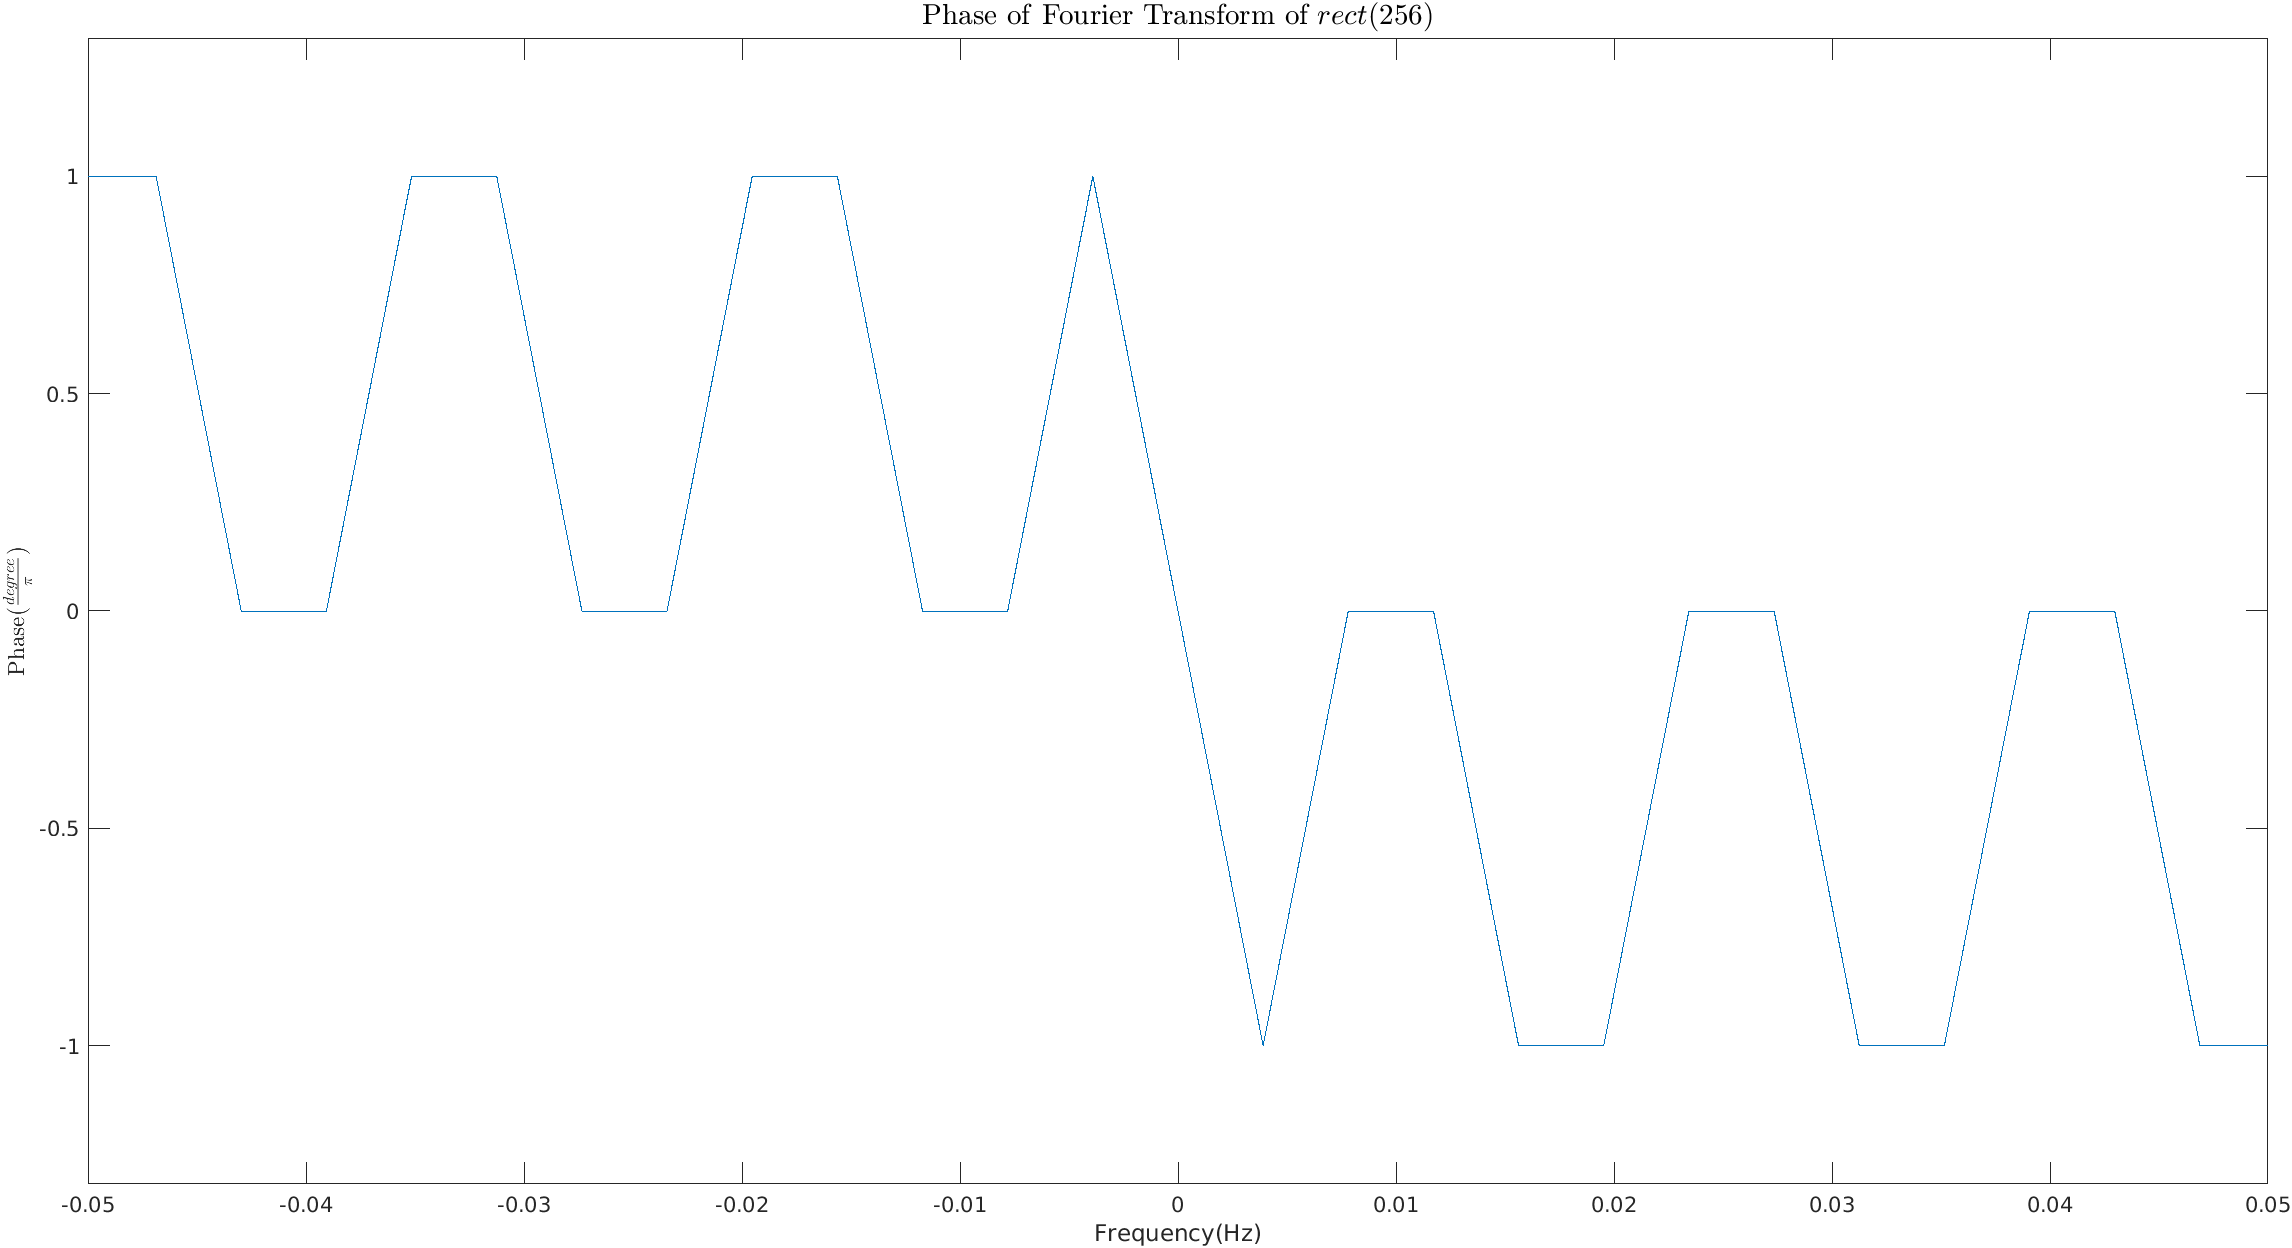 Phase of Fourier Transform of rect(256)
1
0.5
0
-0.5
-1
Phase(degree/π)
-0.05 -0.04 -0.03 -0.02 -0.01 0 0.01 0.02 0.03 0.04 0.05
Frequency(Hz)